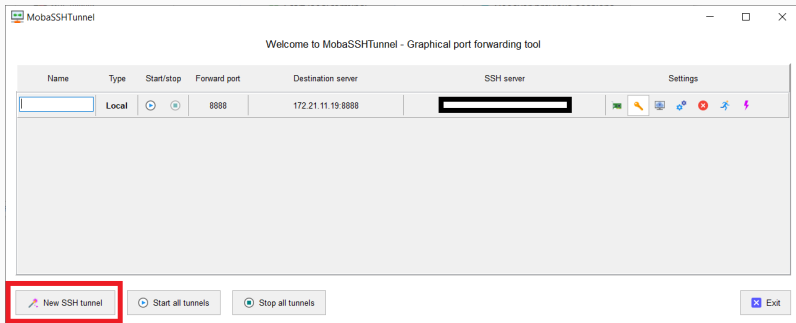 MobaSSHTunnel
Welcome to MobaSSHTunnel - Graphical port forwarding tool
Name Type Start/stop Forward port Destination server SSH server Settings
Local 8888 172.21.11.19:8888
New SSH tunnel Start all tunnels Stop all tunnels Exit